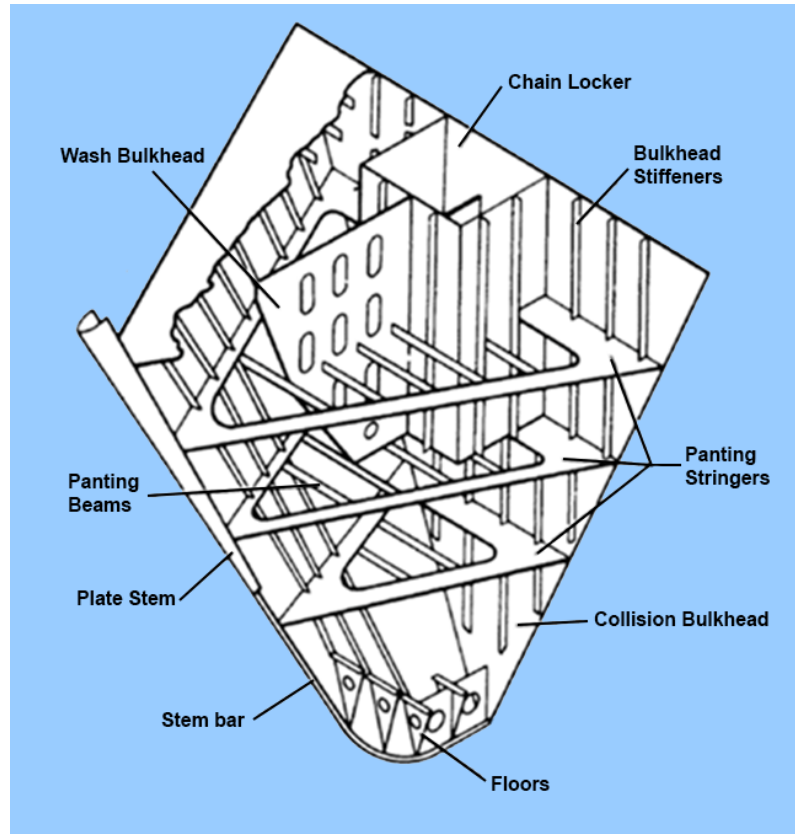 Chain Locker
Wash Bulkhead
Bulkhead
Stiffeners
Panting
Beams
Panting
Stringers
Plate Stem
Collision Bulkhead
Stem bar
Floors